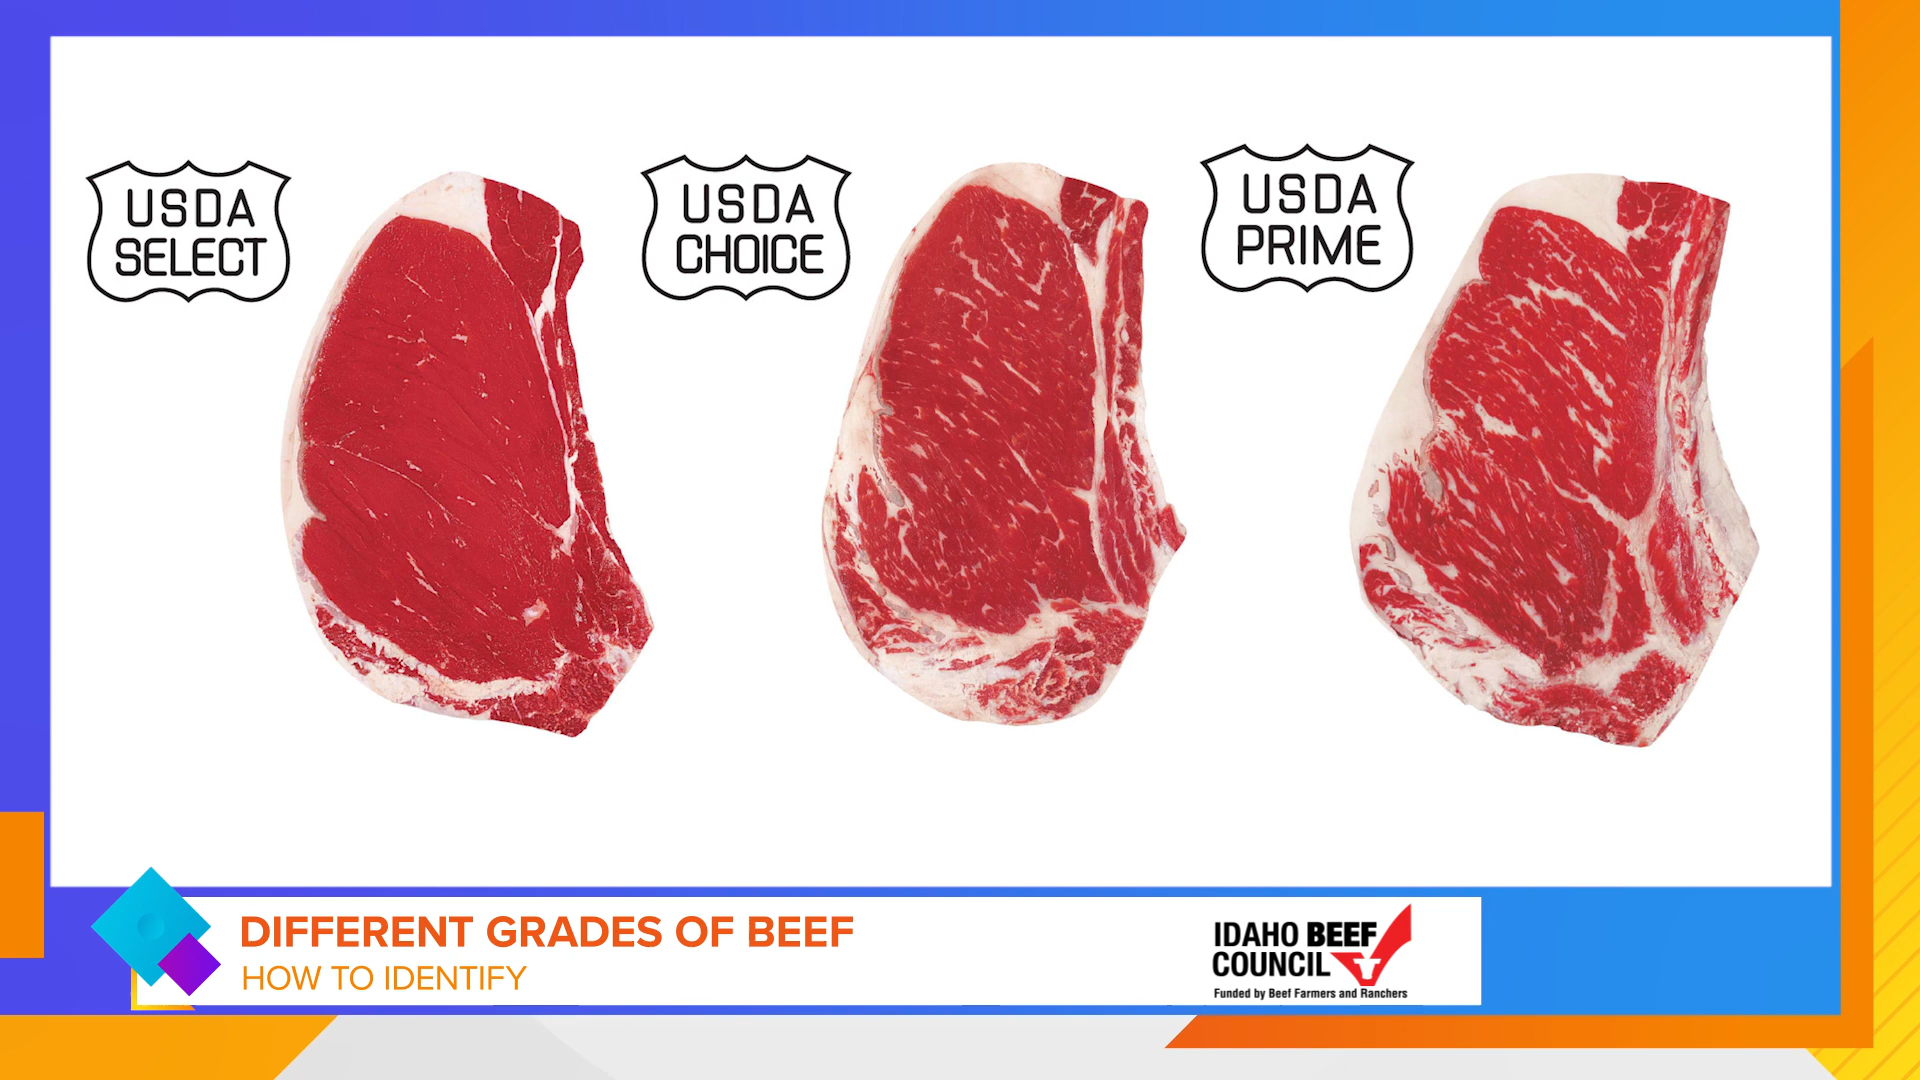 USDA
SELECT
USDA
CHOICE
USDA
PRIME
DIFFERENT GRADES OF BEEF
HOW TO IDENTIFY
IDAHO BEEF
COUNCIL
Funded by Beef Farmers and Ranchers